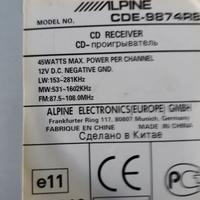 ALPINE
MODEL NO. CDE-9874RB
CD RECEIVER
CD-проигрыватель
45WATTS MAX. POWER PER CHANNEL
12V D.C. NEGATIVE GND.
LW:153~281KHz
MW:531~1602KHz
FM:87.5~108.0MHz
ALPINE ELECTRONICS(EUROPE) GMBH
Frankfurter Ring 117, 80807 München, Germany
FABRIQUE EN CHINE / MADE IN CHINA
Сделано в Китае
e11
CE